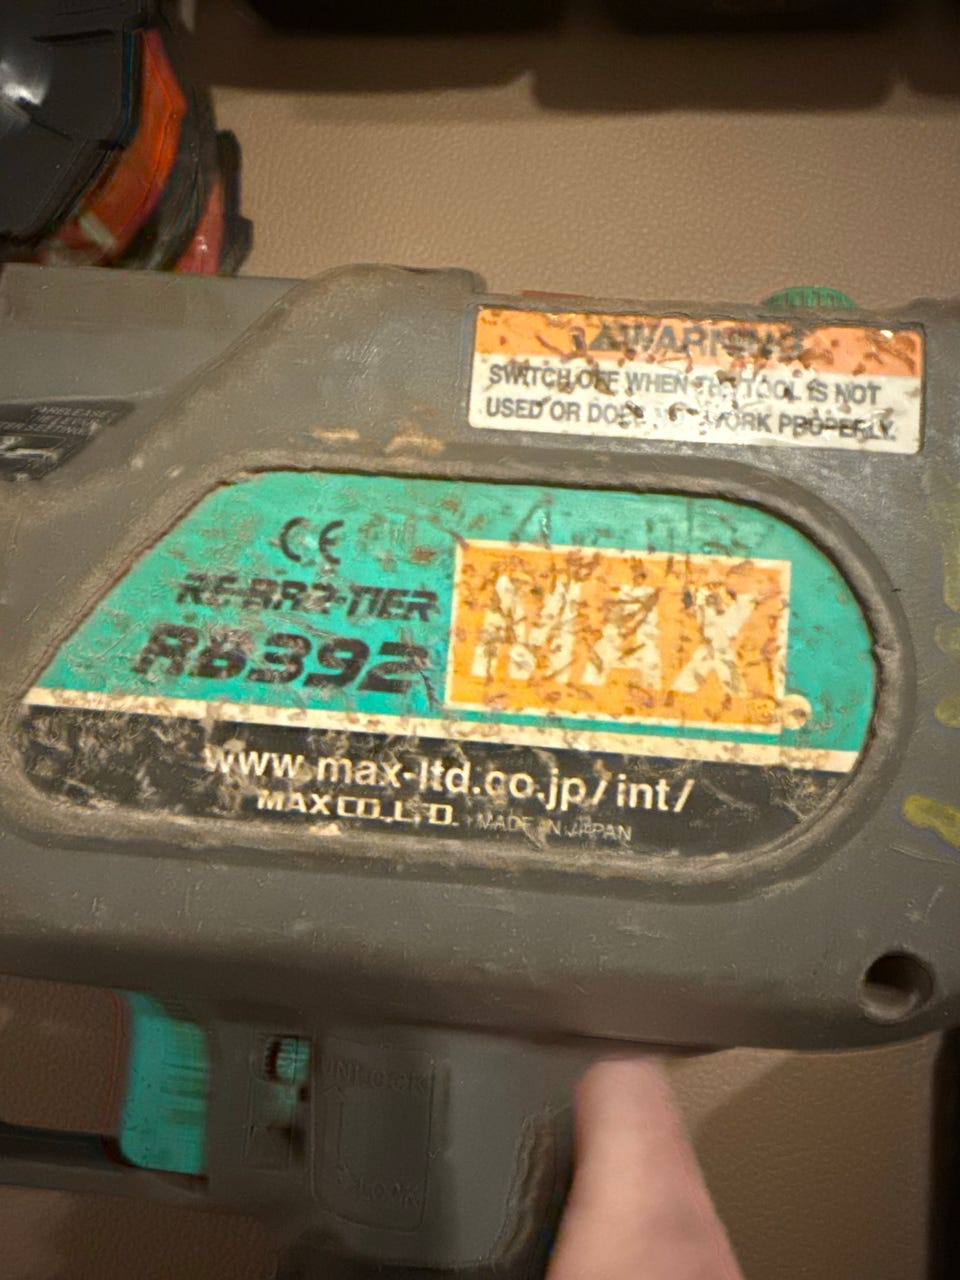 WARNING
SWITCH OFF WHEN THE TOOL IS NOT
USED OR DOES NOT WORK PROPERLY.
CE
RE-BAR-TIER
RB392
MAX
www.max-ltd.co.jp/int/
MAX CO., LTD. MADE IN JAPAN
UNLOCK
LOCK